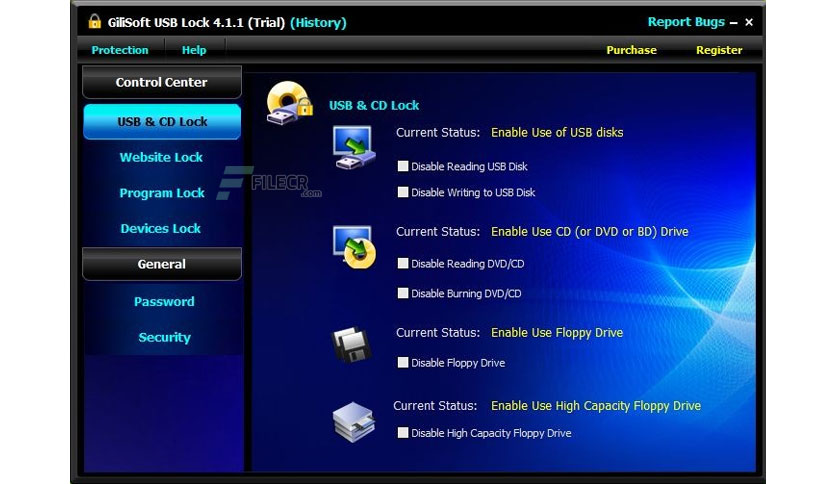 GiliSoft USB Lock 4.1.1 (Trial) (History) Report Bugs
Protection Help Purchase Register
Control Center
USB & CD Lock
Website Lock
Program Lock
Devices Lock
General
Password
Security
FILECR
.com
USB & CD Lock
Current Status: Enable Use of USB disks
Disable Reading USB Disk
Disable Writing to USB Disk
Current Status: Enable Use CD (or DVD or BD) Drive
Disable Reading DVD/CD
Disable Burning DVD/CD
Current Status: Enable Use Floppy Drive
Disable Floppy Drive
Current Status: Enable Use High Capacity Floppy Drive
Disable High Capacity Floppy Drive